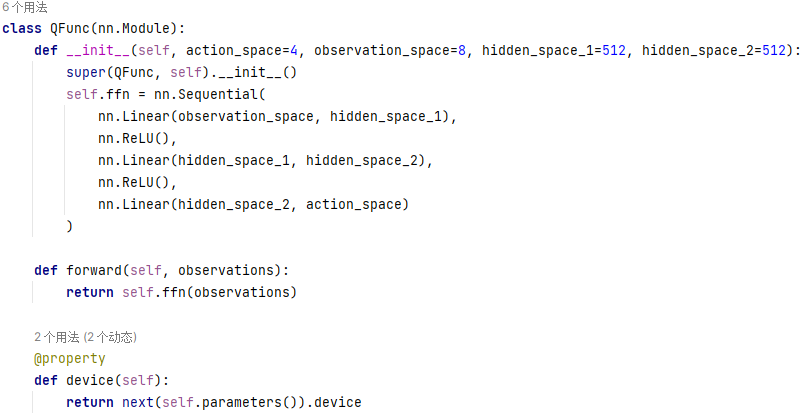 6 个用法
class QFunc(nn.Module):
    def __init__(self, action_space=4, observation_space=8, hidden_space_1=512, hidden_space_2=512):
        super(QFunc, self).__init__()
        self.ffn = nn.Sequential(
            nn.Linear(observation_space, hidden_space_1),
            nn.ReLU(),
            nn.Linear(hidden_space_1, hidden_space_2),
            nn.ReLU(),
            nn.Linear(hidden_space_2, action_space)
        )
    def forward(self, observations):
        return self.ffn(observations)
    2 个用法 (2 个动态)
    @property
    def device(self):
        return next(self.parameters()).device